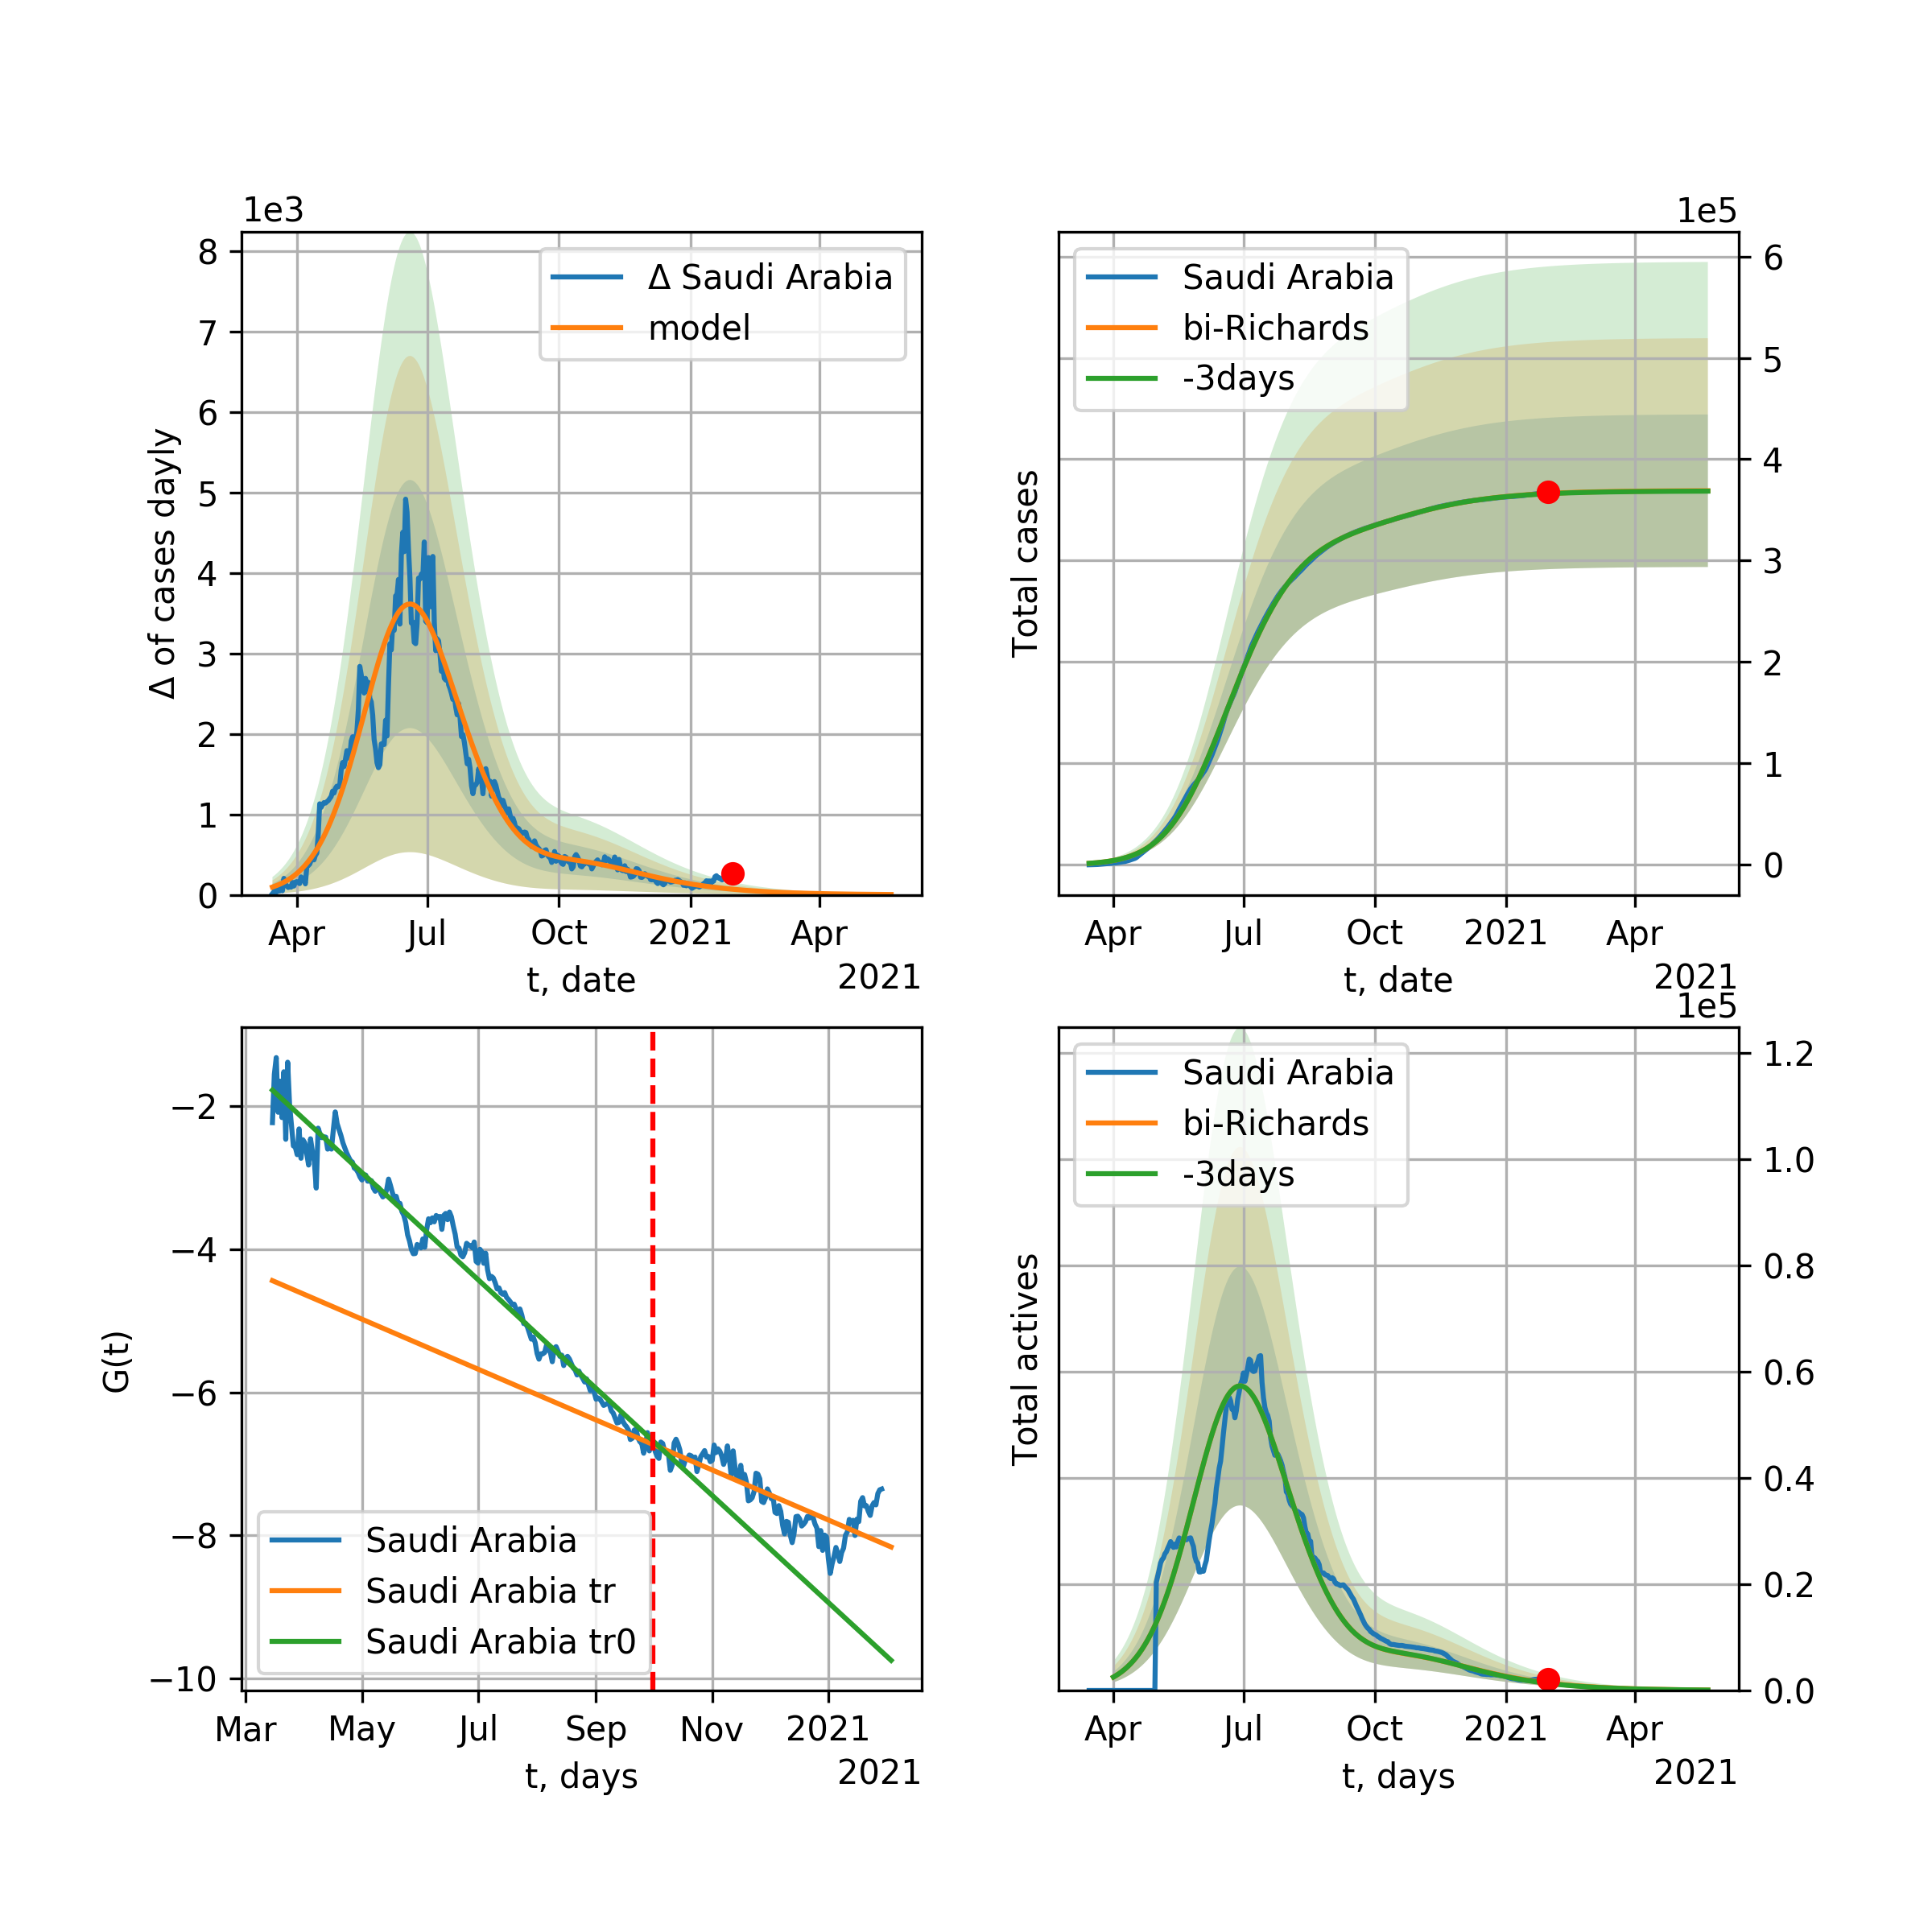 1e3
8
7
6
5
4
3
2
1
0
Δ of cases dayly
Δ Saudi Arabia
model
Apr Jul Oct 2021 Apr
t, date
2021
1e5
Saudi Arabia
bi-Richards
-3days
6
5
4
3
2
1
0
Total cases
Apr Jul Oct 2021 Apr
t, date
2021
−2
−4
−6
−8
−10
G(t)
Saudi Arabia
Saudi Arabia tr
Saudi Arabia tr0
Mar May Jul Sep Nov 2021
t, days
2021
1e5
Saudi Arabia
bi-Richards
-3days
1.2
1.0
0.8
0.6
0.4
0.2
0.0
Total actives
Apr Jul Oct 2021 Apr
t, days
2021